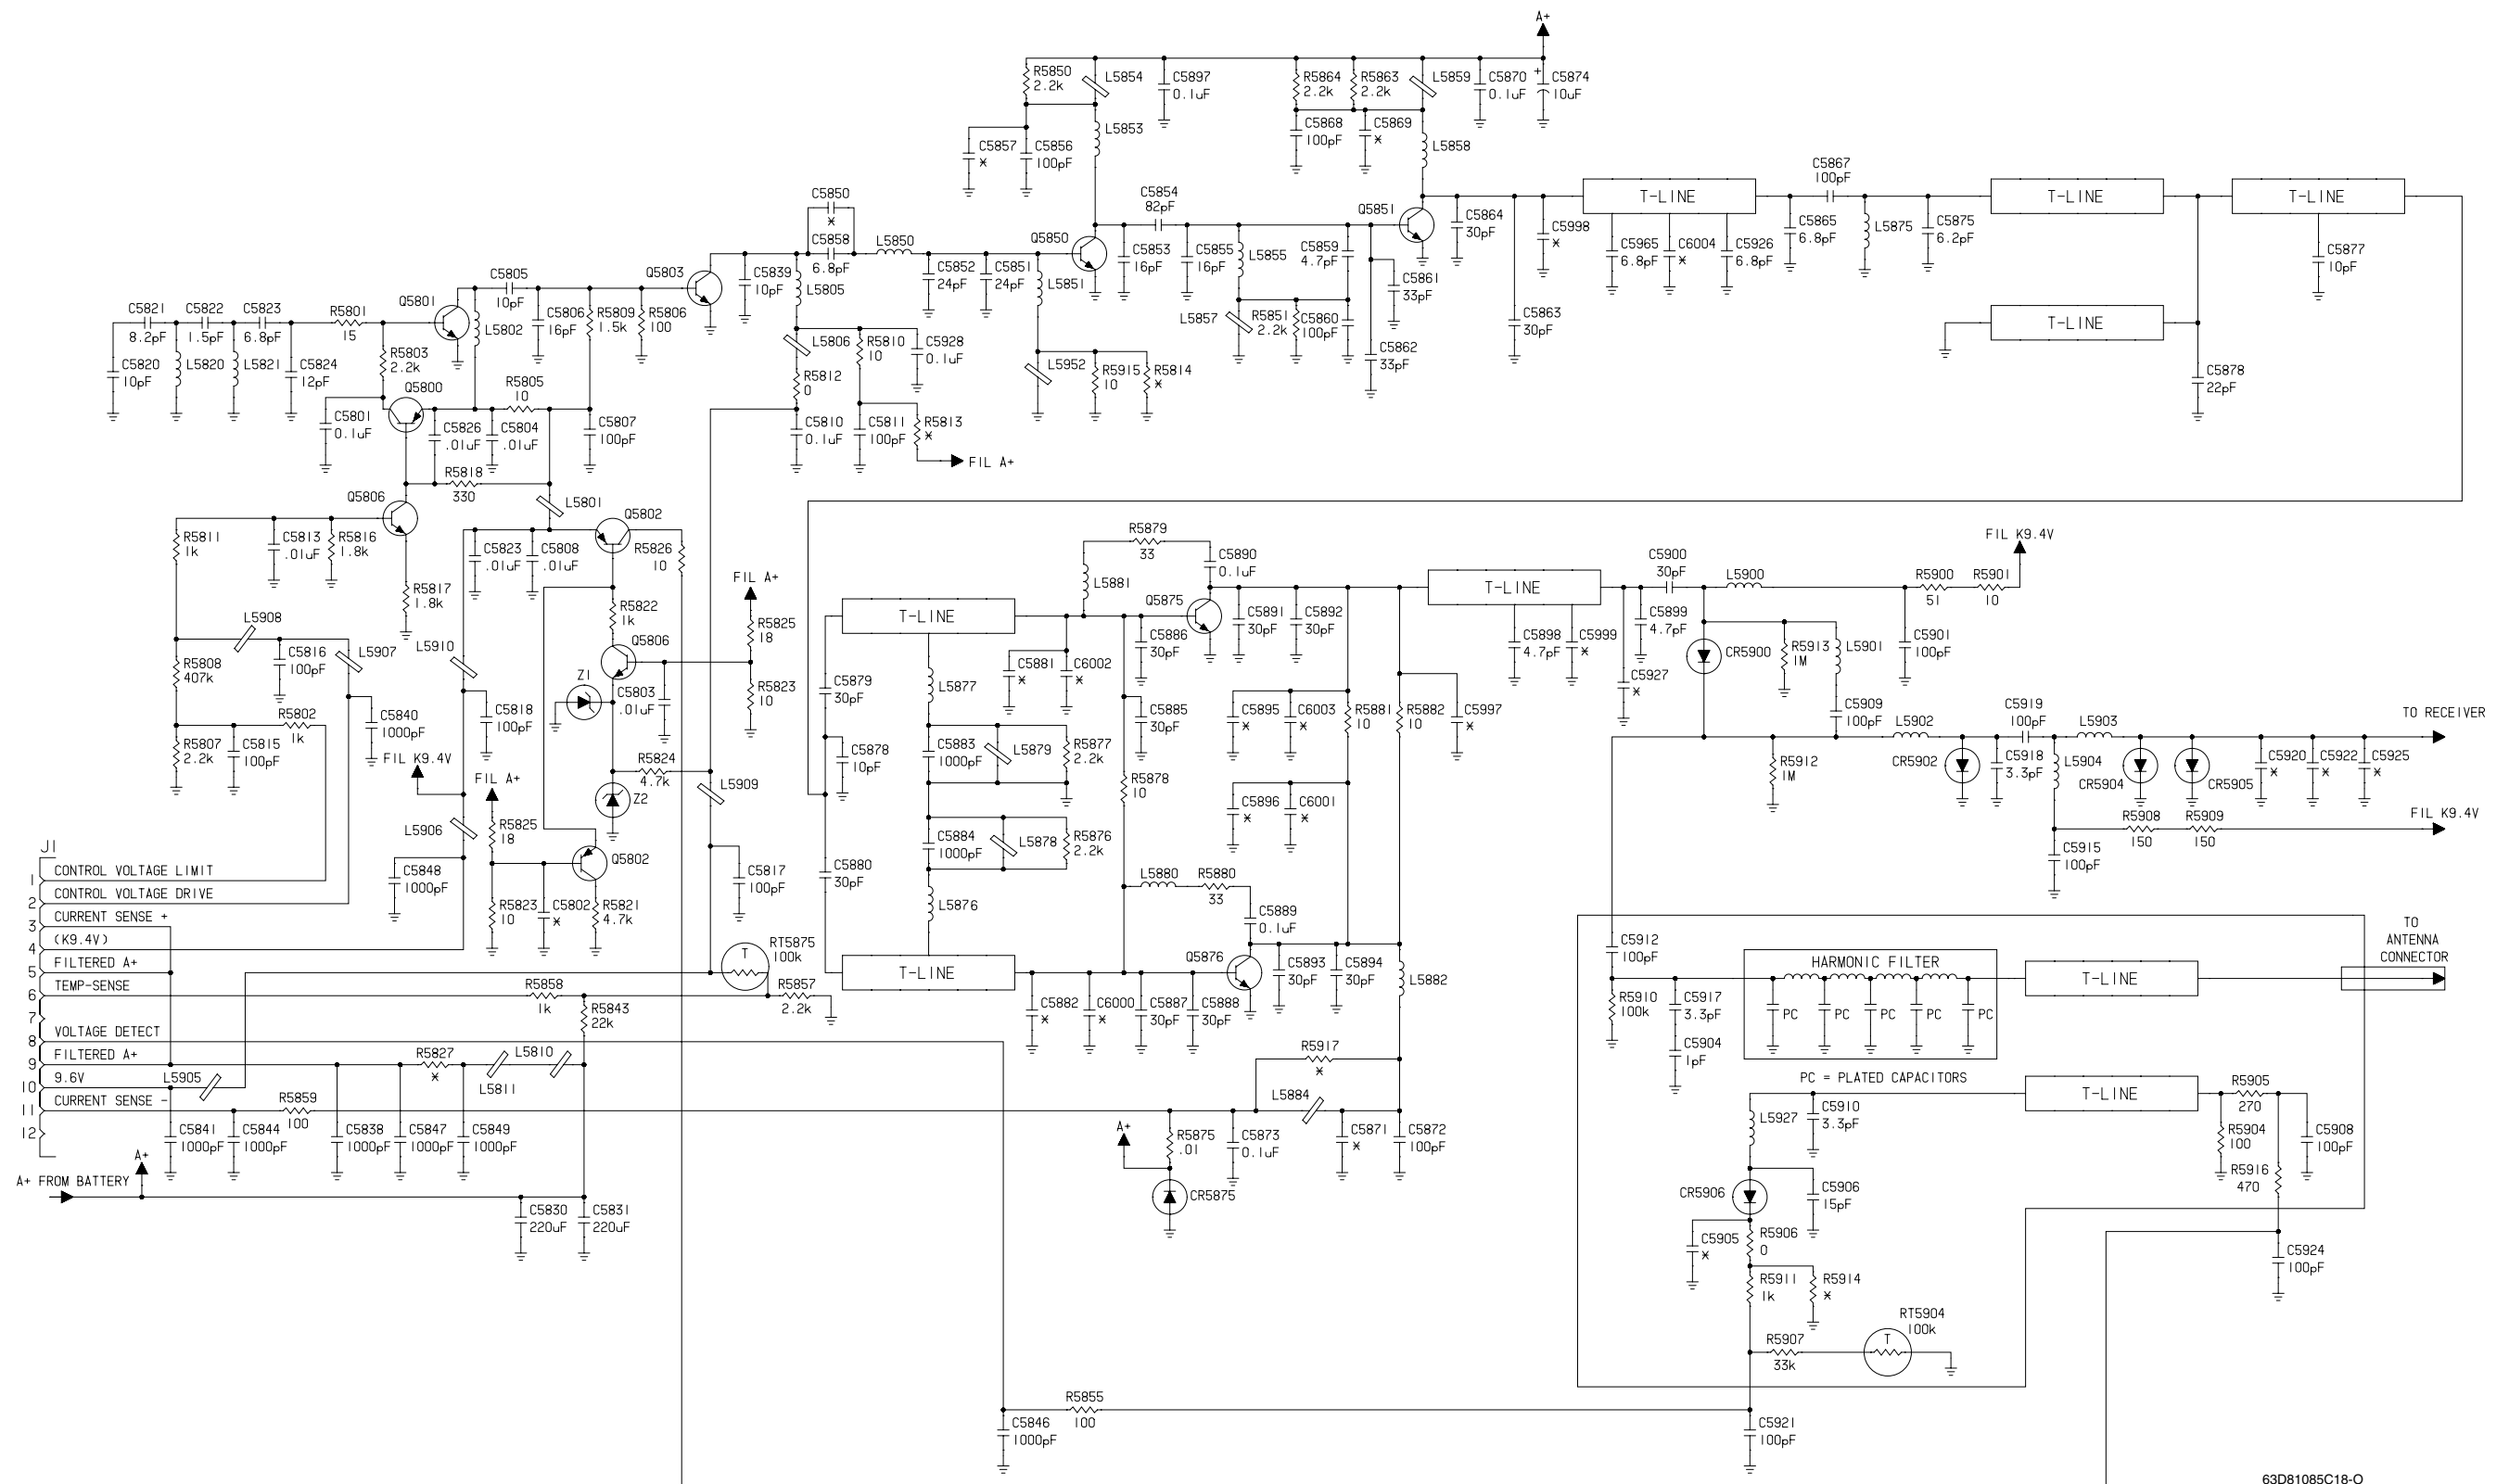 A+
R5850
2.2k
L5854
C5897
0.1uF
R5864
2.2k
R5863
2.2k
L5859
C5870
0.1uF
+
C5874
10uF
C5857
*
C5856
100pF
L5853
C5868
100pF
C5869
*
L5858
C5867
100pF
T-LINE
T-LINE
T-LINE
C5850
*
C5854
82pF
Q5851
C5864
30pF
C5998
*
C5965
6.8pF
C6004
*
C5926
6.8pF
C5865
6.8pF
L5875
C5875
6.2pF
C5877
10pF
C5858
6.8pF
L5850
Q5850
C5853
16pF
C5855
16pF
L5855
C5859
4.7pF
C5861
33pF
Q5803
C5839
10pF
L5805
C5852
24pF
C5851
24pF
L5851
C5805
10pF
Q5801
L5802
C5806
16pF
R5809
1.5k
R5806
100
C5821
8.2pF
C5822
1.5pF
C5823
6.8pF
R5801
15
L5857
R5851
2.2k
C5860
100pF
C5863
30pF
T-LINE
C5820
10pF
L5820
L5821
C5824
12pF
R5803
2.2k
L5806
R5810
10
C5928
0.1uF
C5862
33pF
L5952
R5915
10
R5814
*
C5878
22pF
Q5800
R5805
10
R5812
0
C5801
0.1uF
C5826
.01uF
C5804
.01uF
C5807
100pF
C5810
0.1uF
C5811
100pF
R5813
*
FIL A+
R5818
330
L5801
Q5806
Q5802
R5811
1k
C5813
.01uF
R5816
1.8k
C5823
.01uF
C5808
.01uF
R5826
10
R5879
33
C5890
0.1uF
L5881
FIL K9.4V
C5900
30pF
L5900
R5900
51
R5901
10
R5817
1.8k
FIL A+
R5822
1k
R5825
18
T-LINE
Q5875
C5891
30pF
C5892
30pF
T-LINE
C5898
4.7pF
C5999
*
C5899
4.7pF
L5908
C5816
100pF
L5907
L5910
Q5806
R5823
10
C5886
30pF
C5881
*
C6002
*
CR5900
R5913
1M
L5901
C5901
100pF
R5808
407k
Z1
C5803
.01uF
C5879
30pF
L5877
C5885
30pF
C5895
*
C6003
*
R5881
10
R5882
10
C5997
*
C5927
*
C5909
100pF
L5902
C5919
100pF
L5903
TO RECEIVER
R5802
1k
C5840
1000pF
C5818
100pF
R5807
2.2k
C5815
100pF
C5878
10pF
C5883
1000pF
L5879
R5877
2.2k
R5912
1M
CR5902
C5918
3.3pF
L5904
CR5904
CR5905
C5920
*
C5922
*
C5925
*
FIL K9.4V
FIL A+
R5824
4.7k
L5909
R5878
10
C5896
*
C6001
*
Z2
L5906
R5825
18
C5884
1000pF
L5878
R5876
2.2k
R5908
150
R5909
150
FIL K9.4V
J1
Q5802
C5848
1000pF
C5817
100pF
C5880
30pF
L5880
R5880
33
C5915
100pF
1
CONTROL VOLTAGE LIMIT
2
CONTROL VOLTAGE DRIVE
3
CURRENT SENSE +
4
(K9.4V)
5
FILTERED A+
6
TEMP-SENSE
7
8
VOLTAGE DETECT
9
FILTERED A+
10
9.6V
11
CURRENT SENSE -
12
R5823
10
C5802
*
R5821
4.7k
L5876
C5889
0.1uF
T
RT5875
100k
T-LINE
Q5876
C5893
30pF
C5894
30pF
L5882
C5912
100pF
HARMONIC FILTER
T-LINE
TO
ANTENNA
CONNECTOR
R5858
1k
R5843
22k
R5857
2.2k
C5882
*
C6000
*
C5887
30pF
C5888
30pF
R5910
100k
C5917
3.3pF
PC
PC
PC
PC
PC
C5904
1pF
PC = PLATED CAPACITORS
R5827
*
L5811
L5810
R5917
*
L5905
R5859
100
L5884
L5927
C5910
3.3pF
T-LINE
R5905
270
C5841
1000pF
C5844
1000pF
C5838
1000pF
C5847
1000pF
C5849
1000pF
A+
R5875
.01
C5873
0.1uF
C5871
*
C5872
100pF
R5904
100
C5908
100pF
R5916
470
A+
A+ FROM BATTERY
C5830
220uF
C5831
220uF
CR5875
CR5906
C5906
15pF
C5905
*
R5906
0
C5924
100pF
R5911
1k
R5914
*
RT5904
100k
T
R5907
33k
R5855
100
C5846
1000pF
C5921
100pF
63D81085C18-O